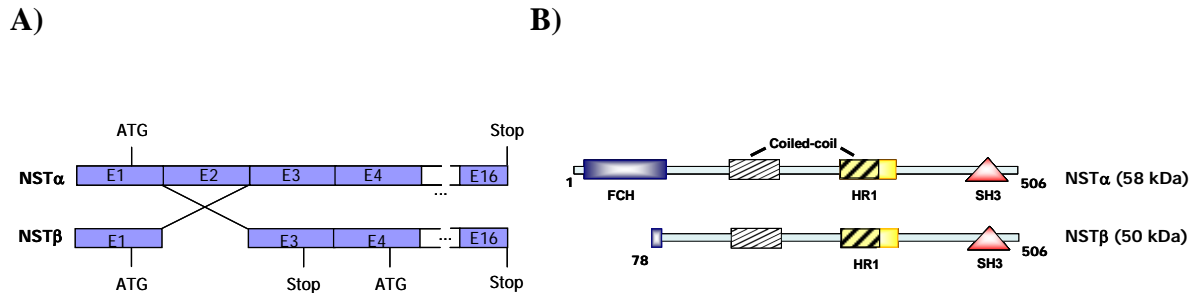 A)
B)
ATG
Stop
NSTα
E1
E2
E3
E4
...
E16
NSTβ
E1
E3
E4
...
E16
ATG
Stop
ATG
Stop
Coiled-coil
1
FCH
HR1
SH3
506
NSTα (58 kDa)
78
HR1
SH3
506
NSTβ (50 kDa)